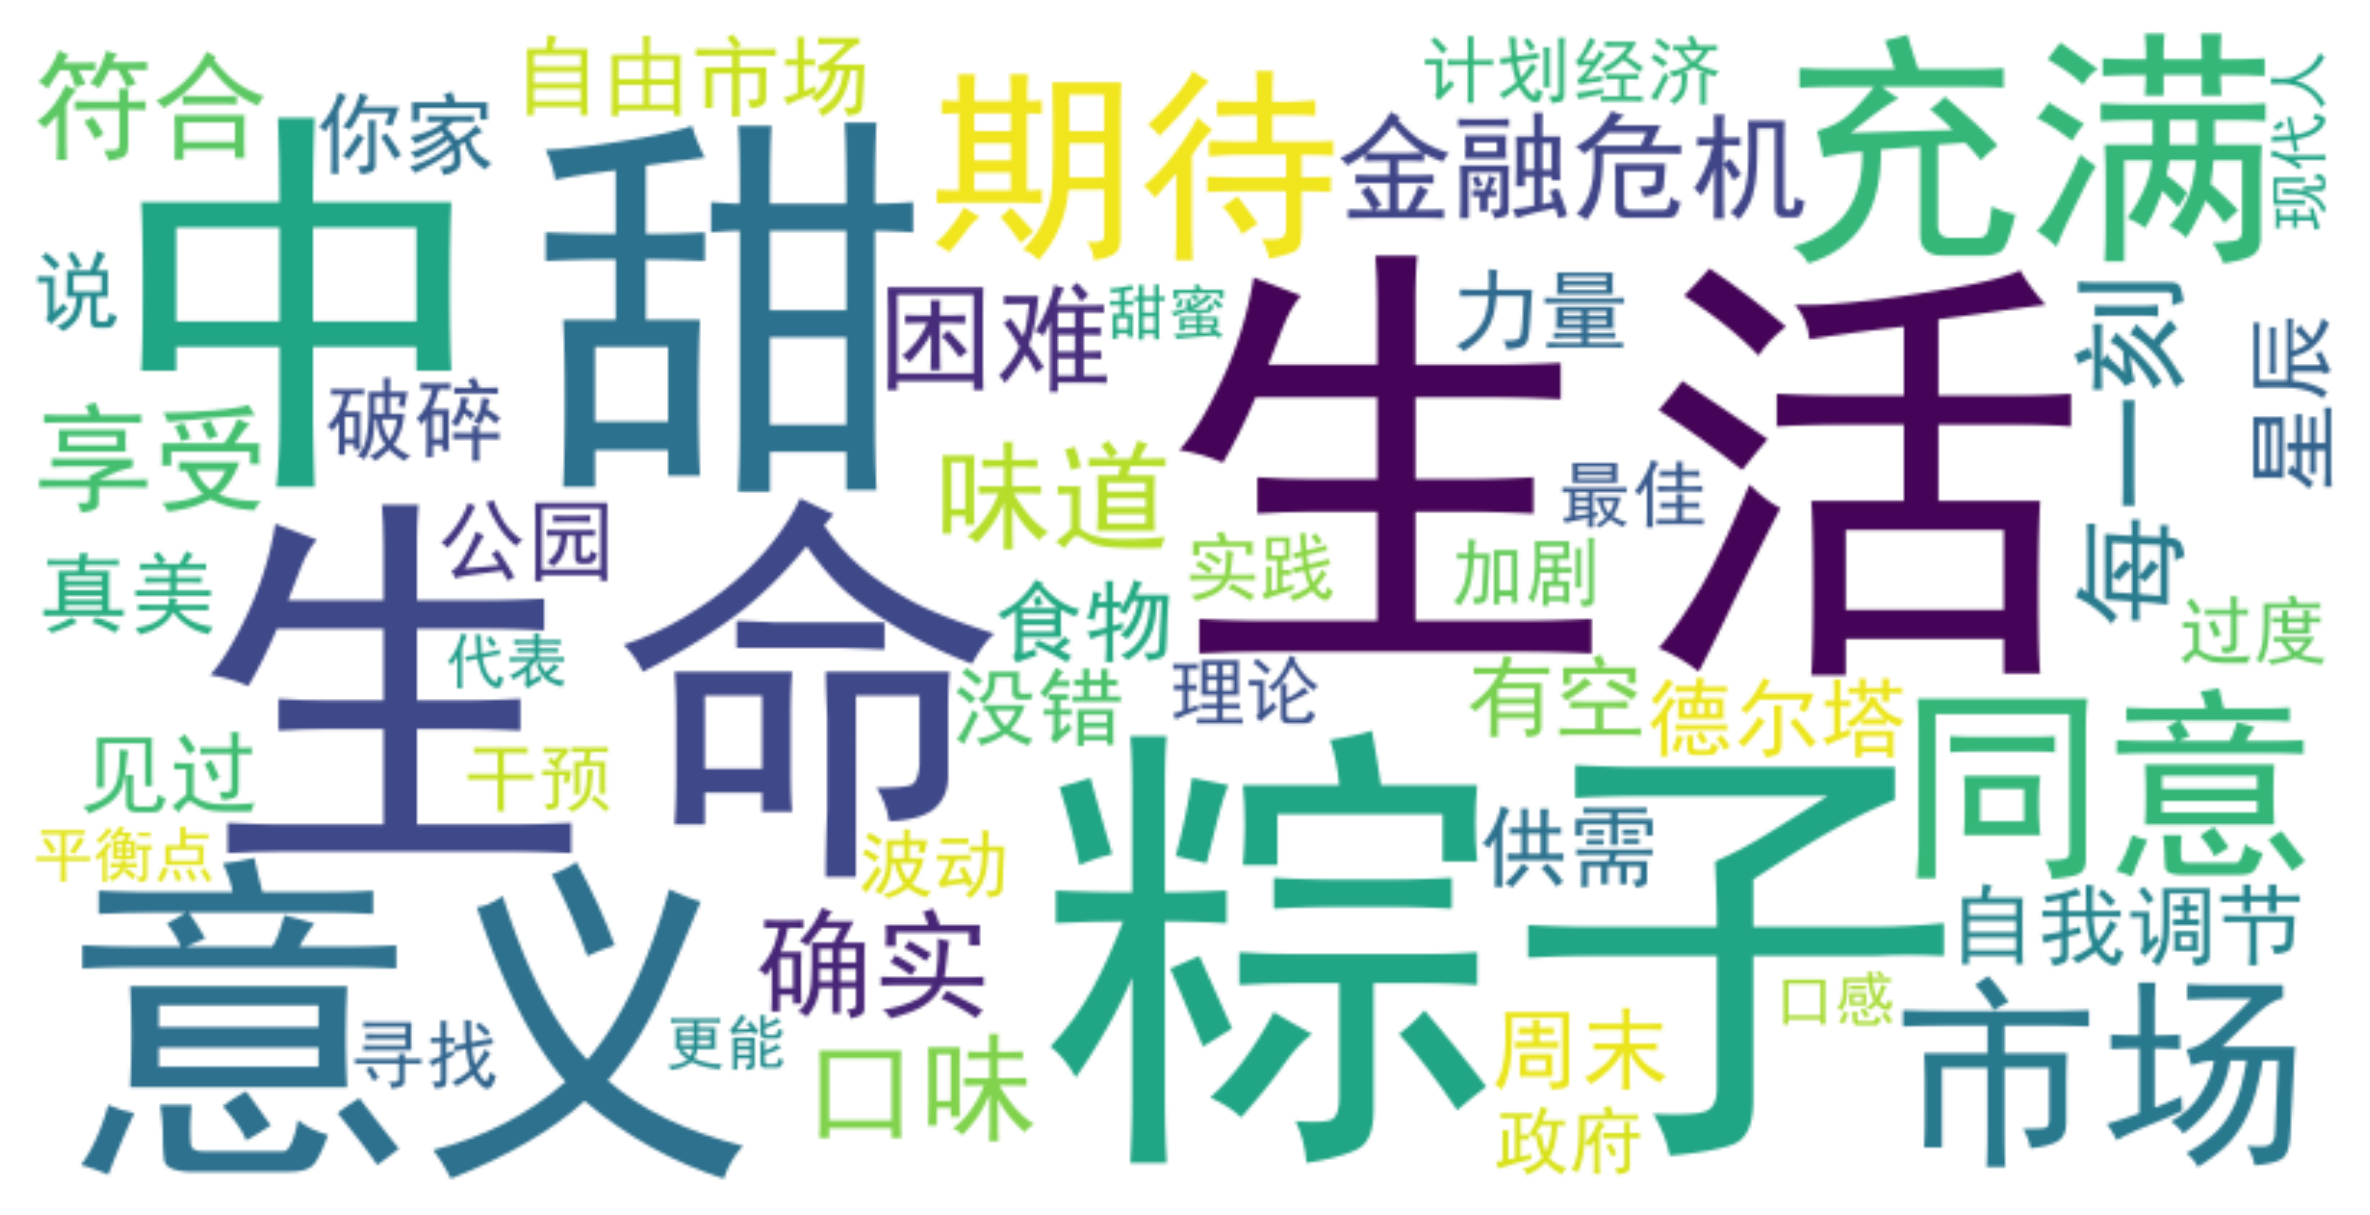 符合
自由市场
期待
计划经济
充满
现代人
你家
中
甜
金融危机
说
困难
甜蜜
生活
力量
每一刻
星辰
破碎
享受
味道
最佳
公园
生命
真美
实践
加剧
食物
过度
代表
没错
理论
有空
德尔塔
同意
见过
干预
粽子
供需
平衡点
波动
意义
确实
自我调节
口感
市场
寻找
更能
口味
周末
政府